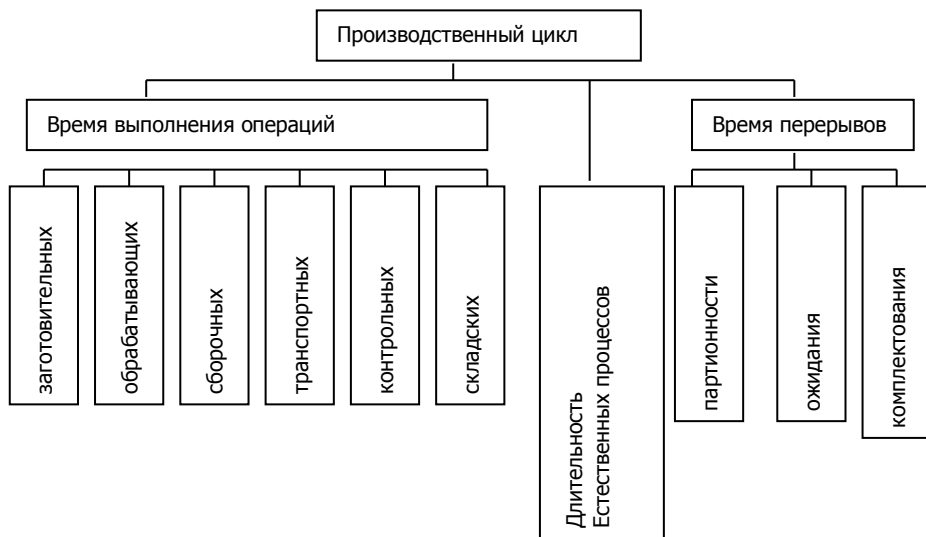 Производственный цикл
Время выполнения операций
Время перерывов
заготовительных
обрабатывающих
сборочных
транспортных
контрольных
складских
Длительность
Естественных процессов
партионности
ожидания
комплектования